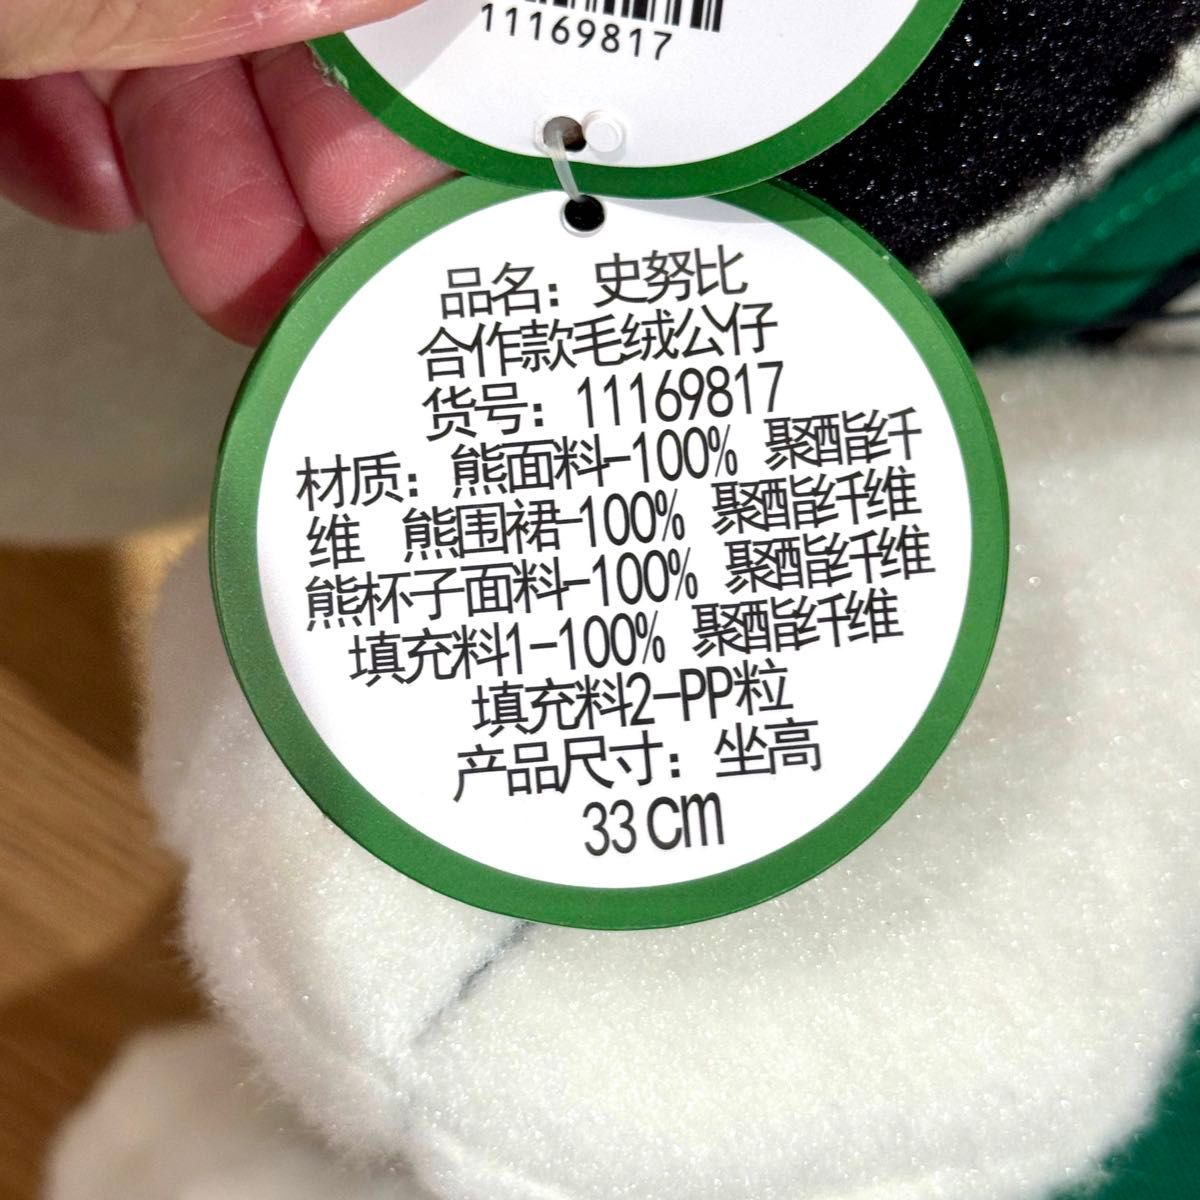 11169817
品名：史努比
合作款毛绒公仔
货号：11169817
材质：熊面料-100% 聚酯纤
维 熊围裙-100% 聚酯纤维
熊杯子面料-100% 聚酯纤维
填充料1-100% 聚酯纤维
填充料2-PP粒
产品尺寸：坐高
33cm